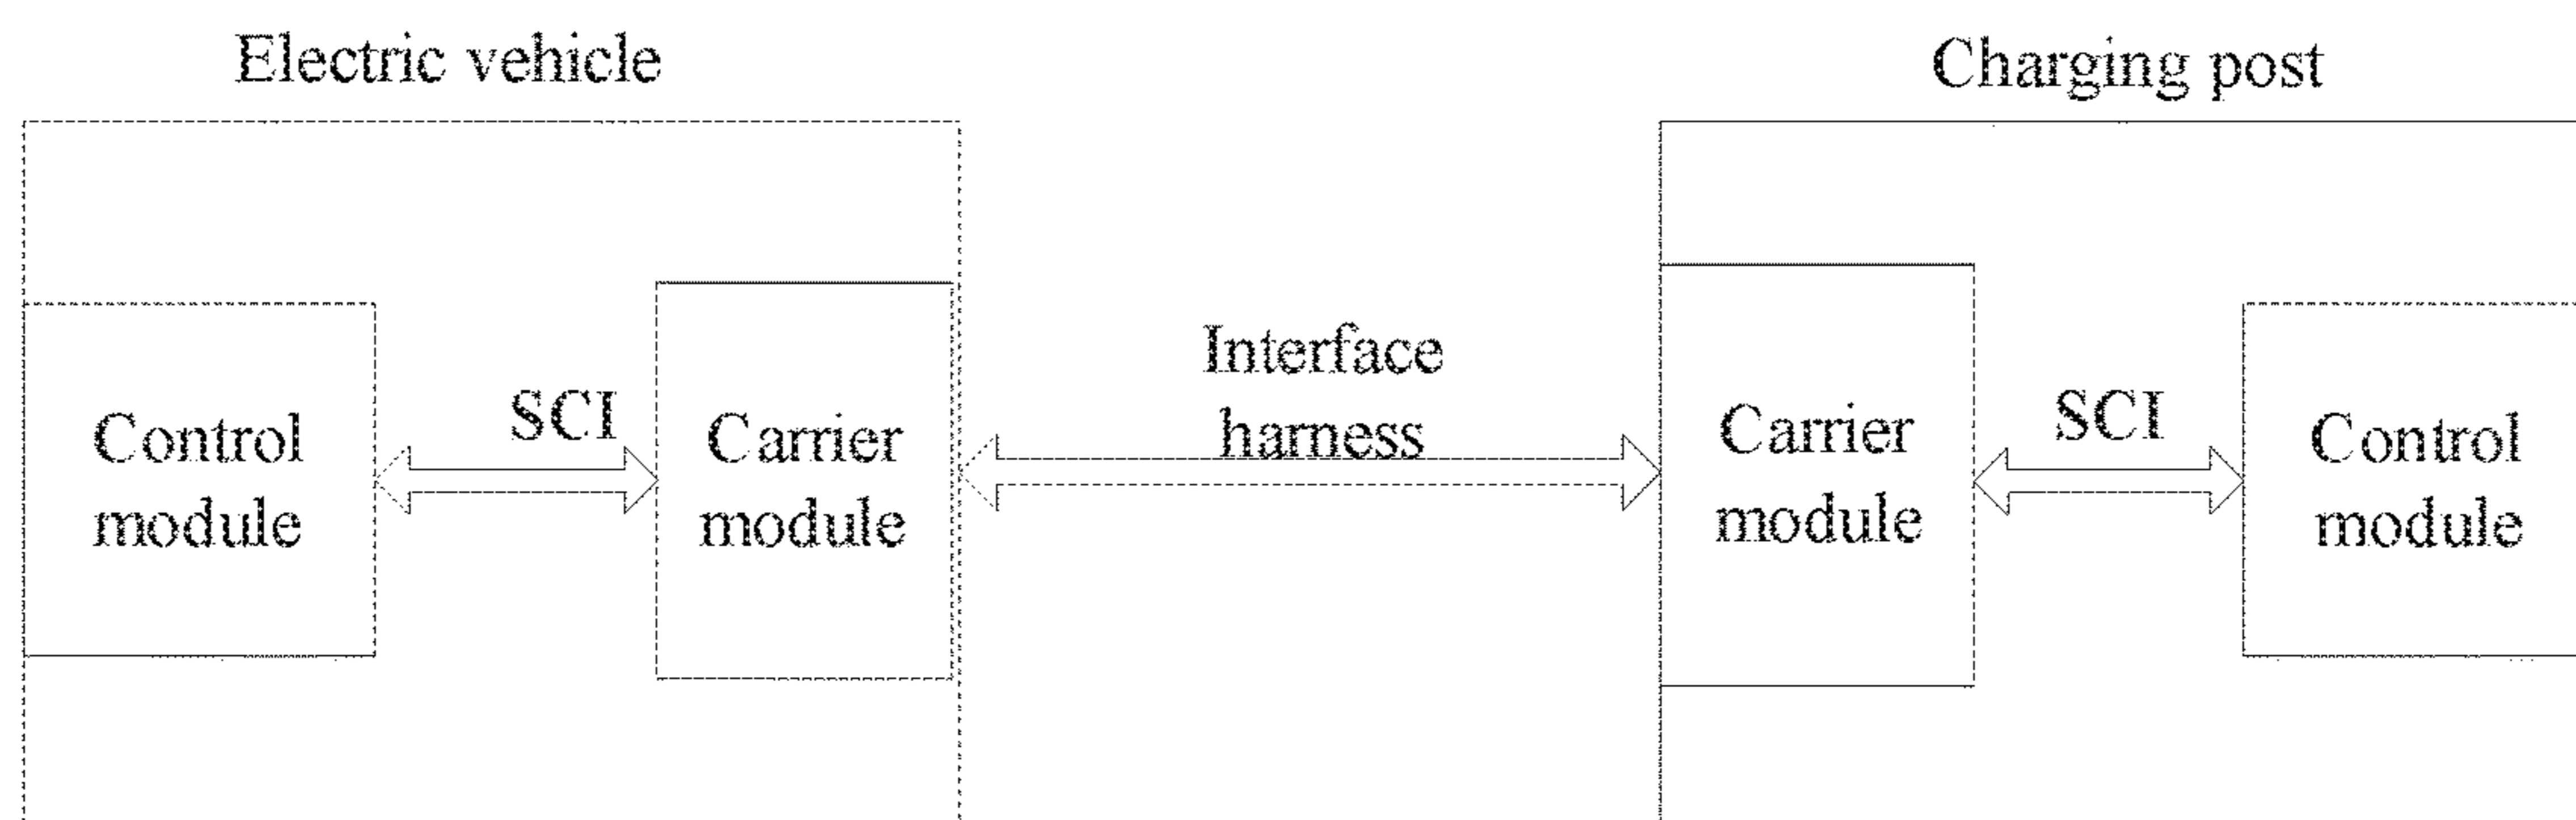 Electric vehicle
Charging post
Control
module
SCI
Carrier
module
Interface
harness
Carrier
module
SCI
Control
module